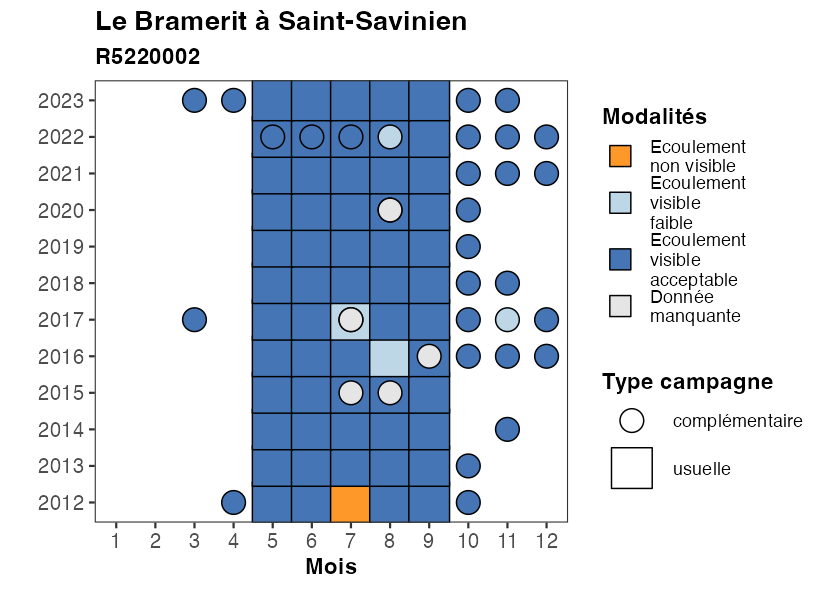 Le Bramerit à Saint-Savinien
R5220002
2023
2022
2021
2020
2019
2018
2017
2016
2015
2014
2013
2012
1 2 3 4 5 6 7 8 9 10 11 12
Mois
Modalités
Ecoulement
non visible
Ecoulement
visible
faible
Ecoulement
visible
acceptable
Donnée
manquante
Type campagne
complémentaire
usuelle